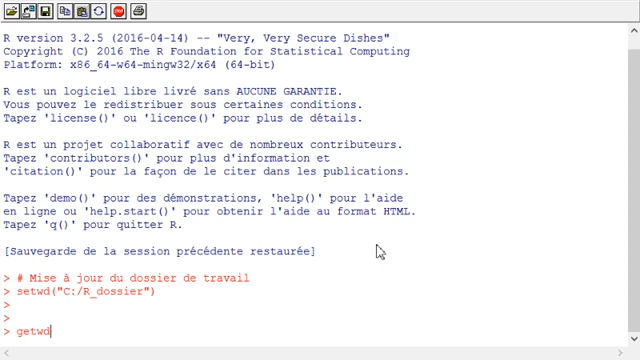 R version 3.2.5 (2016-04-14) -- "Very, Very Secure Dishes"
Copyright (C) 2016 The R Foundation for Statistical Computing
Platform: x86_64-w64-mingw32/x64 (64-bit)
R est un logiciel libre livré sans AUCUNE GARANTIE.
Vous pouvez le redistribuer sous certaines conditions.
Tapez 'license()' ou 'licence()' pour plus de détails.
R est un projet collaboratif avec de nombreux contributeurs.
Tapez 'contributors()' pour plus d'information et
'citation()' pour la façon de le citer dans les publications.
Tapez 'demo()' pour des démonstrations, 'help()' pour l'aide
en ligne ou 'help.start()' pour obtenir l'aide au format HTML.
Tapez 'q()' pour quitter R.
[Sauvegarde de la session précédente restaurée]
> # Mise à jour du dossier de travail
> setwd("C:/R_dossier")
>
>
> getwd